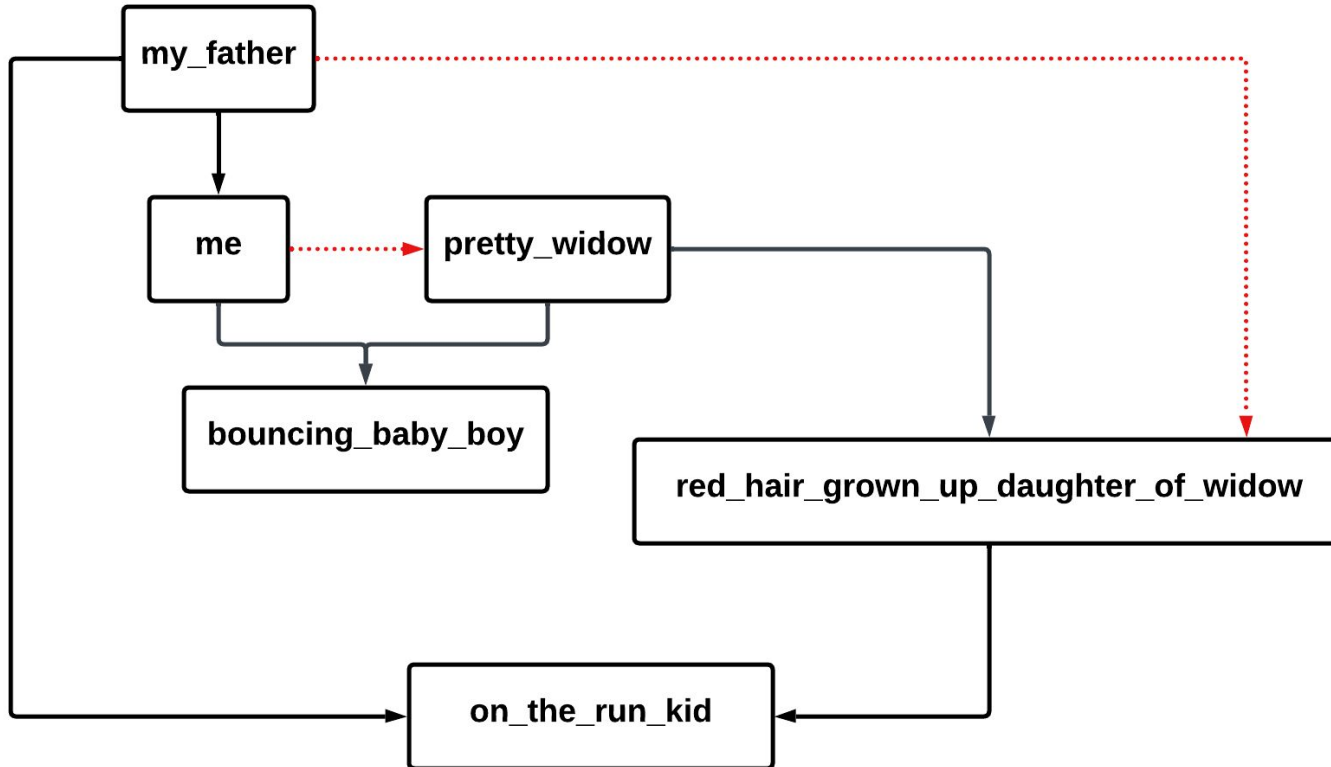 my_father
me
pretty_widow
bouncing_baby_boy
red_hair_grown_up_daughter_of_widow
on_the_run_kid